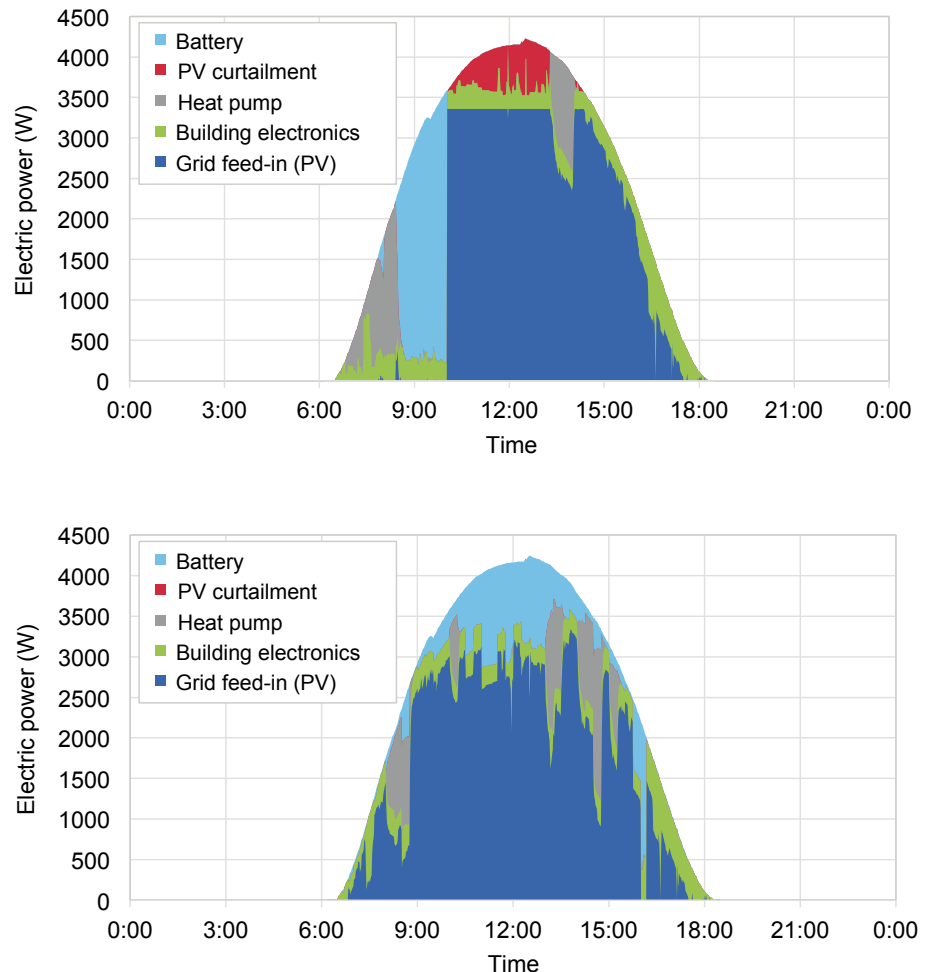 4500
4000
3500
3000
2500
2000
1500
1000
500
0
Electric power (W)
Battery
PV curtailment
Heat pump
Building electronics
Grid feed-in (PV)
0:00 3:00 6:00 9:00 12:00 15:00 18:00 21:00 0:00
Time
4500
4000
3500
3000
2500
2000
1500
1000
500
0
Electric power (W)
Battery
PV curtailment
Heat pump
Building electronics
Grid feed-in (PV)
0:00 3:00 6:00 9:00 12:00 15:00 18:00 21:00 0:00
Time